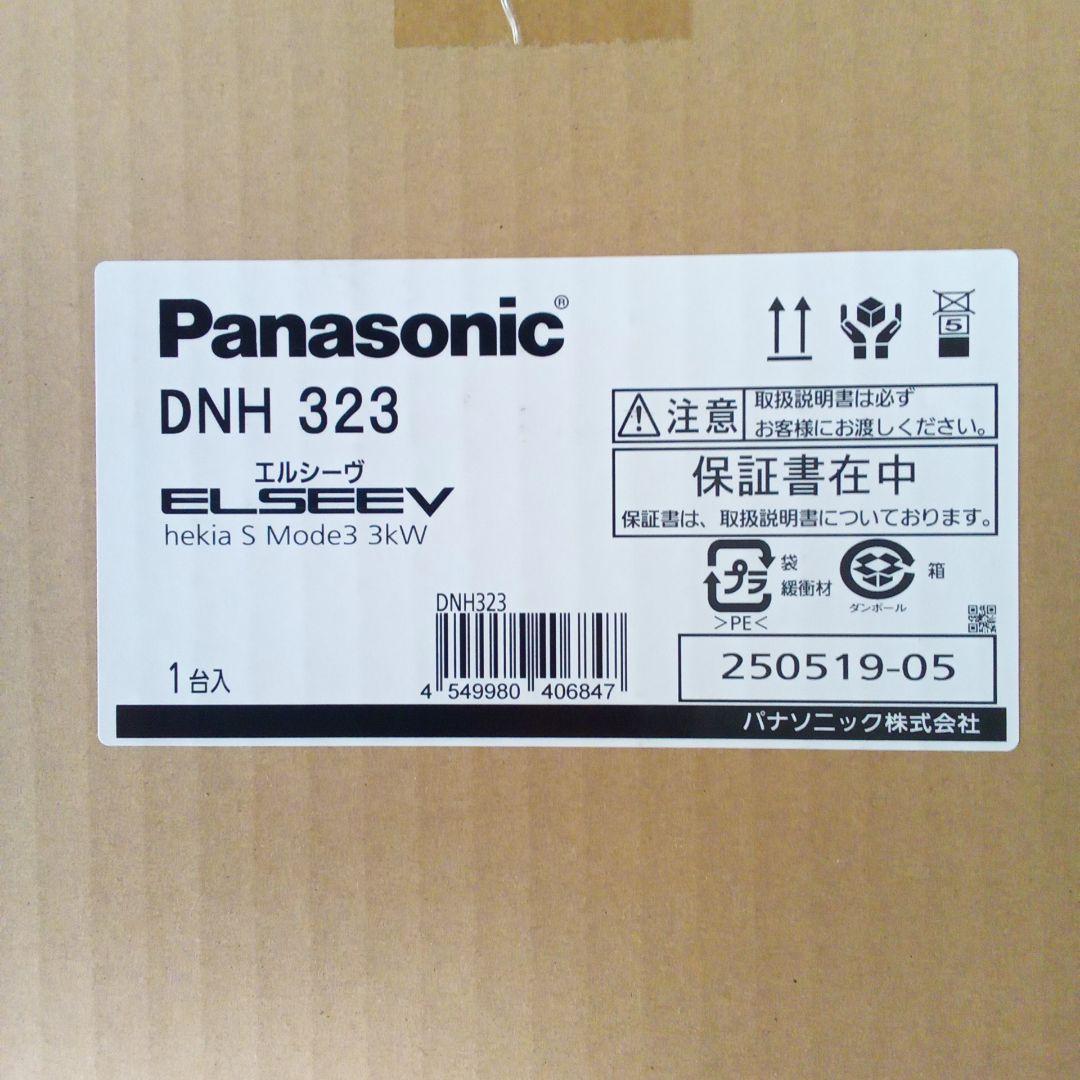 Panasonic®
DNH 323
エルシーヴ
ELSEEV
hekia S Mode3 3kW
1台入
DNH323
4 549980 406847
5
注意
取扱説明書は必ず
お客様にお渡しください。
保証書在中
保証書は、取扱説明書についております。
プラ
袋
緩衝材
>PE<
ダンボール
箱
250519-05
パナソニック株式会社